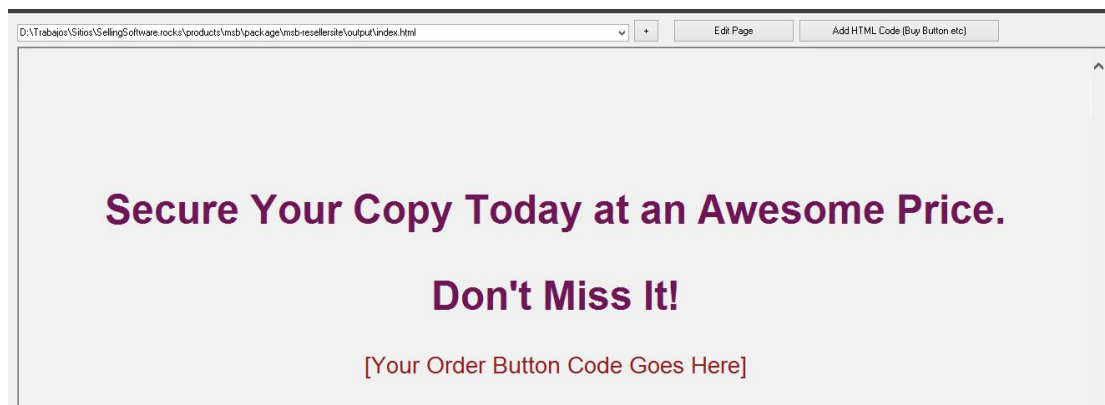 D:\Trabajos\Sitios\SellingSoftware.rocks\products\msb\package\msb-resellersite\output\index.html
+
Edit Page
Add HTML Code (Buy Button etc)
Secure Your Copy Today at an Awesome Price.
Don't Miss It!
[Your Order Button Code Goes Here]